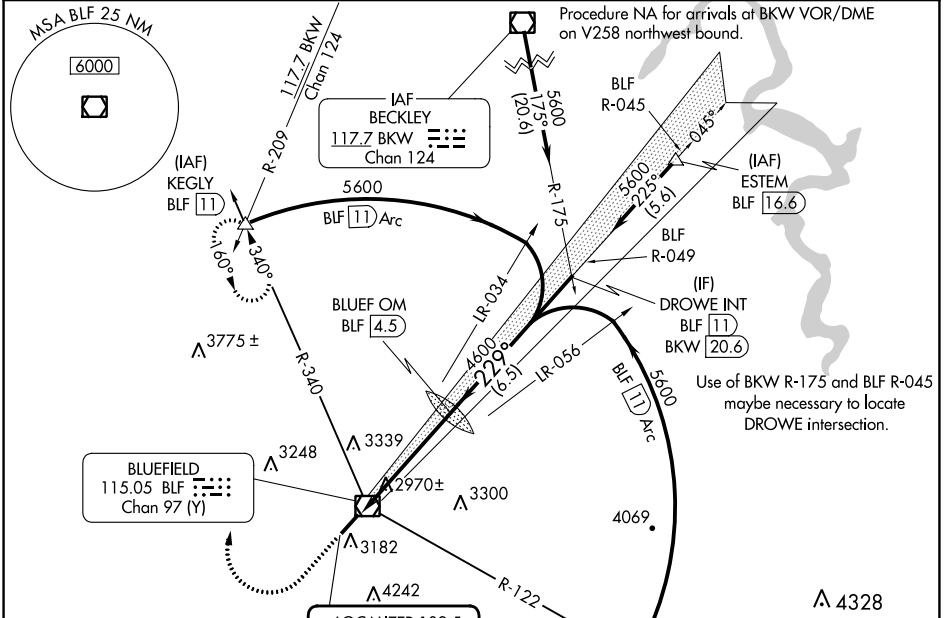 MSA BLF 25 NM
6000
117.7 BKW
Chan 124
R-209
Procedure NA for arrivals at BKW VOR/DME
on V258 northwest bound.
IAF
BECKLEY
117.7 BKW
Chan 124
5600
175°
(20.6)
R-175
BLF
R-045
045°
(IAF)
ESTEM
BLF 16.6
5600
225°
(5.6)
BLF
R-049
(IAF)
KEGLY
BLF 11
5600
BLF 11 Arc
160°
340°
R-340
LR-034
(IF)
DROWE INT
BLF 11
BKW 20.6
BLUEF OM
BLF 4.5
4600
229°
(6.5)
LR-056
BLF 11 Arc
5600
Use of BKW R-175 and BLF R-045
maybe necessary to locate
DROWE intersection.
3775 ±
3339
3248
2970±
3300
BLUEFIELD
115.05 BLF
Chan 97 (Y)
3182
4069
4242
R-122
4328